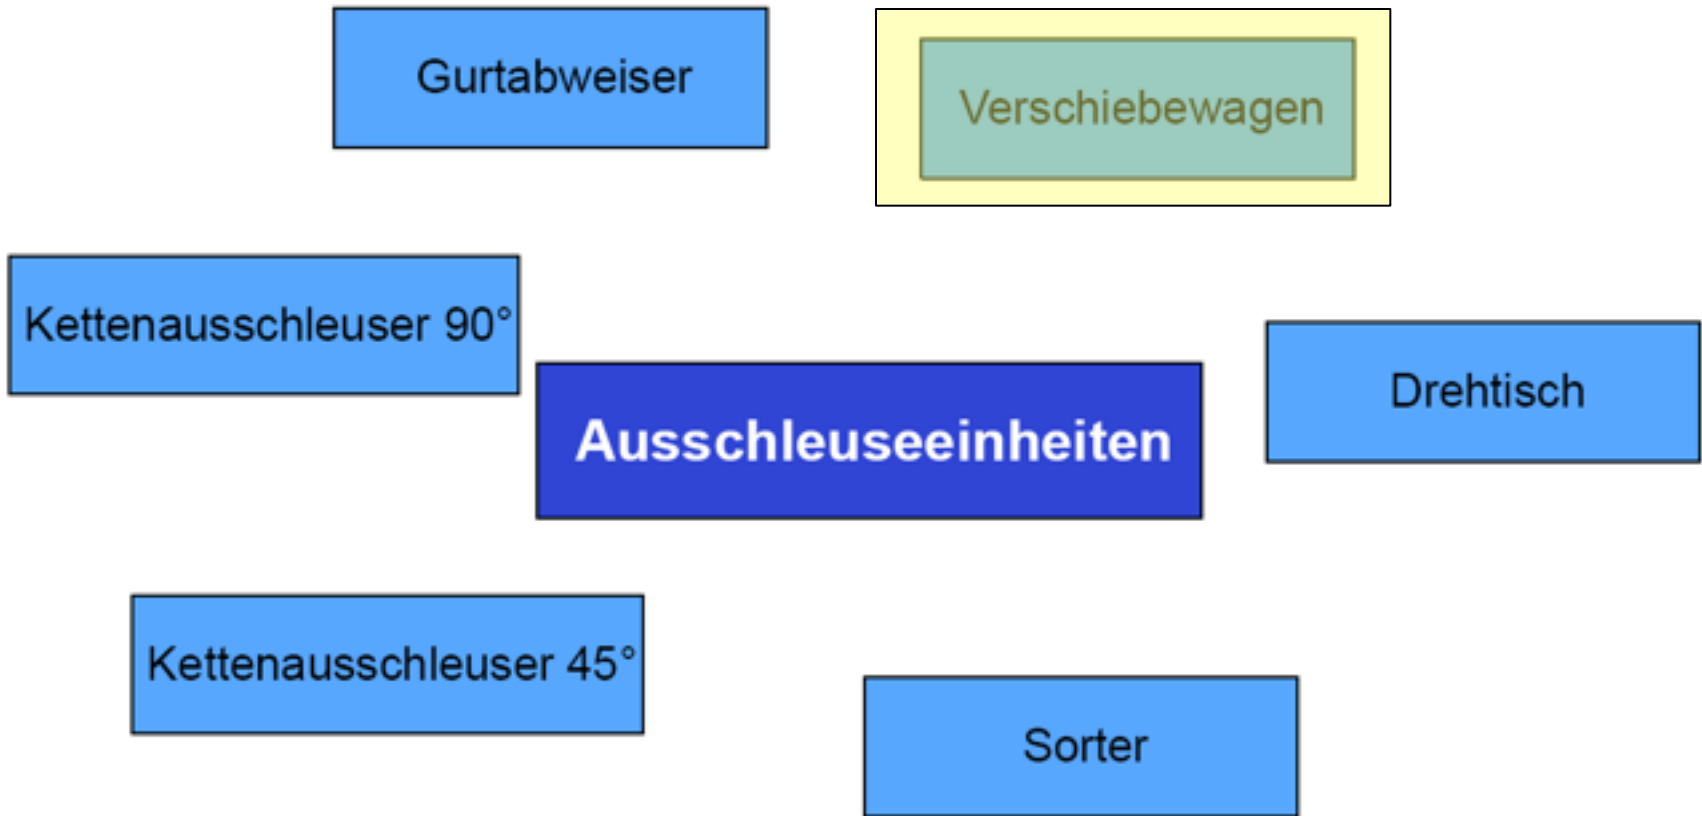 Gurtabweiser
Verschiebewagen
Kettenausschleuser 90°
Drehtisch
Ausschleuseeinheiten
Kettenausschleuser 45°
Sorter